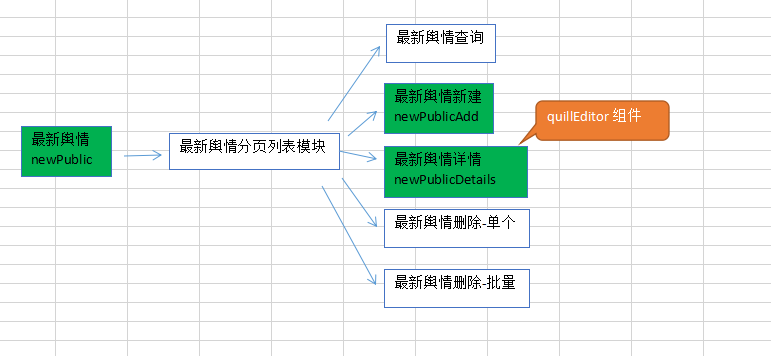 最新舆情
newPublic
最新舆情分页列表模块
最新舆情查询
最新舆情新建
newPublicAdd
quillEditor 组件
最新舆情详情
newPublicDetails
最新舆情删除-单个
最新舆情删除-批量